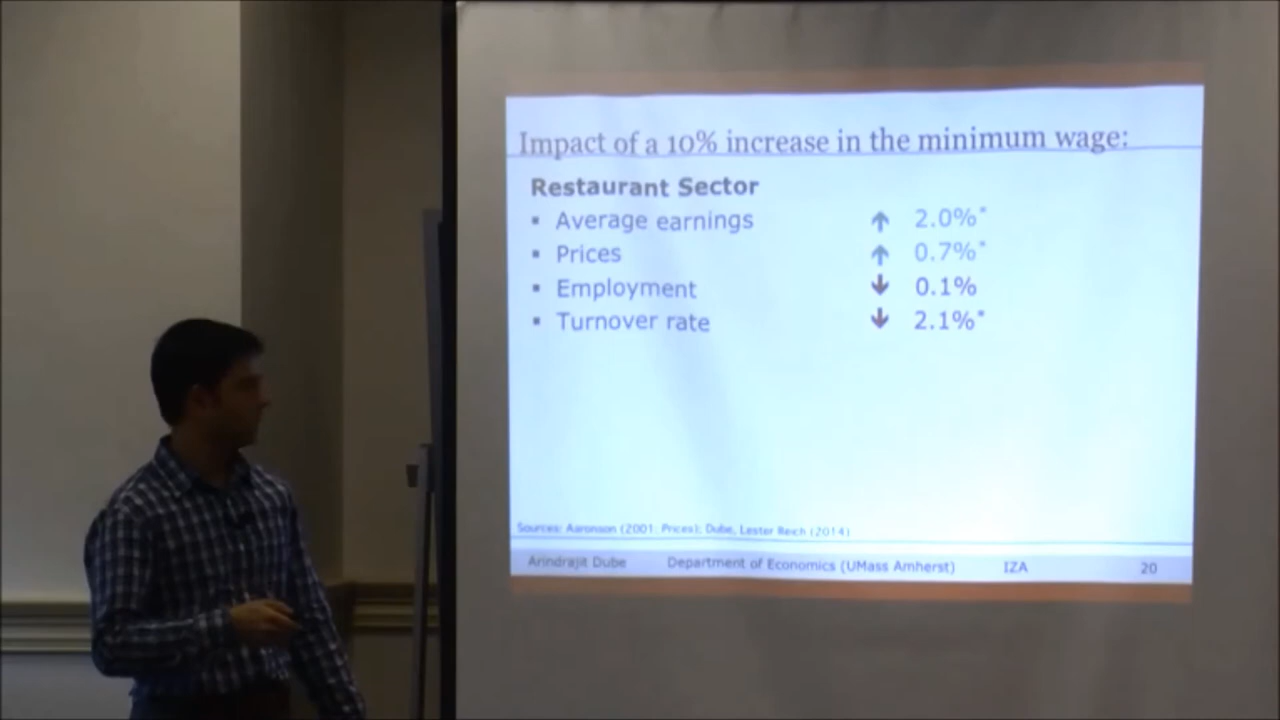 Impact of a 10% increase in the minimum wage:
Restaurant Sector
▪ Average earnings ↑ 2.0%*
▪ Prices ↑ 0.7%*
▪ Employment ↓ 0.1%
▪ Turnover rate ↓ 2.1%*
Sources: Aaronson (2001: Prices); Dube, Lester Reich (2014)
Arindrajit Dube Department of Economics (UMass Amherst) IZA 20